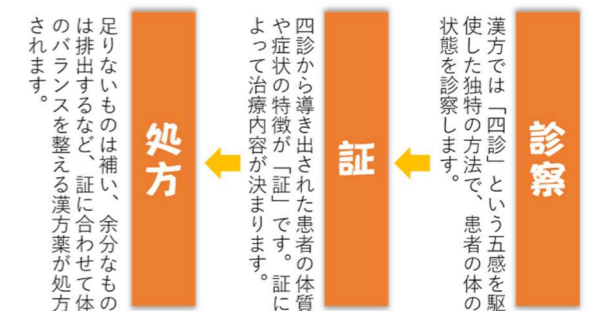 診察
漢方では「四診」という五感を駆
使した独特の方法で、患者の体の
状態を診察します。
証
四診から導き出された患者の体質
や症状の特徴が「証」です。証に
よって治療内容が決まります。
処方
足りないものは補い、余分なもの
は排出するなど、証に合わせて体
のバランスを整える漢方薬が処方
されます。